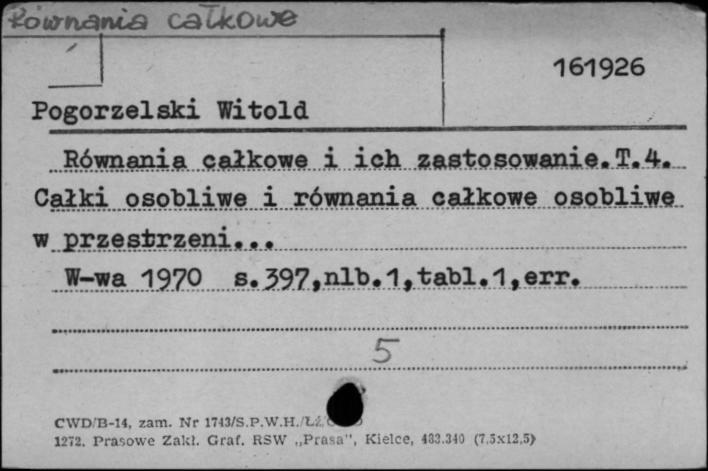 Równania całkowe
161926
Pogorzelski Witold
Równania całkowe i ich zastosowanie.T.4.
Całki osobliwe i równania całkowe osobliwe
w przestrzeni...
W-wa 1970 s.397,nlb.1,tabl.1,err.
5
CWD/B-14, zam. Nr 1743/S.P.W.H.
1272. Prasowe Zakł. Graf. RSW „Prasa", Kielce, 483.340 (7,5x12,5)